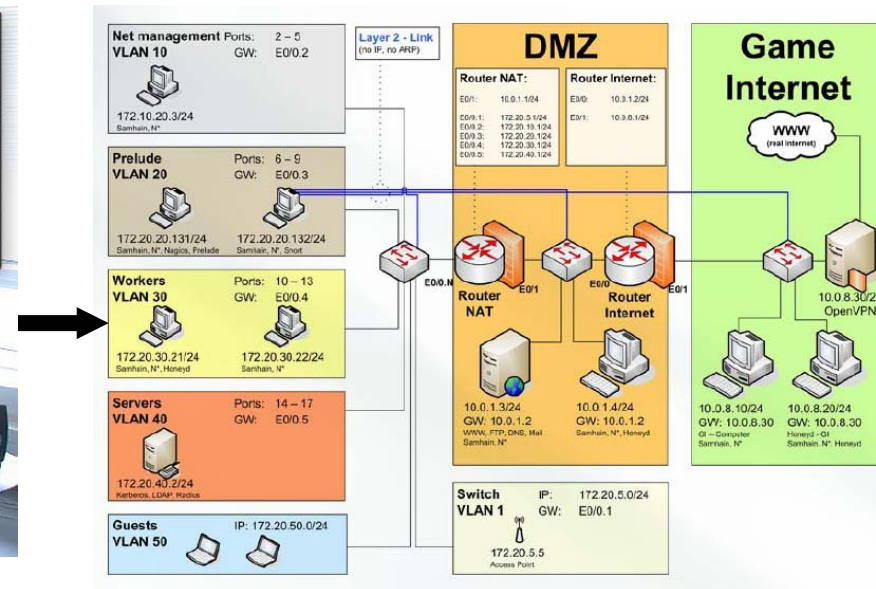 Net management Ports: 2 – 5
VLAN 10 GW: E0/0.2
172.10.20.3/24
Samhain, N*
Prelude Ports: 6 – 9
VLAN 20 GW: E0/0.3
172.20.20.131/24 172.20.20.132/24
Samhain, N*, Nagios, Prelude Samhain, N*, Snort
Workers Ports: 10 – 13
VLAN 30 GW: E0/0.4
172.20.30.21/24 172.20.30.22/24
Samhain, N*, Honeyd Samhain, N*
Servers Ports: 14 – 17
VLAN 40 GW: E0/0.5
172.20.40.2/24
Kerberos, LDAP, Radius
Guests IP: 172.20.50.0/24
VLAN 50
Layer 2 - Link
(no IP, no ARP)
DMZ
Router NAT:
E0/1: 10.0.1.1/24
E0/0.1: 172.20.5.1/24
E0/0.2: 172.20.10.1/24
E0/0.3: 172.20.20.1/24
E0/0.4: 172.20.30.1/24
E0/0.5: 172.20.40.1/24
Router Internet:
E0/0: 10.0.1.2/24
E0/1: 10.0.8.1/24
E0/0.N
Router
NAT
E0/1
E0/0
Router
Internet
E0/1
10.0.1.3/24
GW: 10.0.1.2
WWW, FTP, DNS, Mail
Samhain, N*
10.0.1.4/24
GW: 10.0.1.2
Samhain, N*, Honeyd
Switch IP: 172.20.5.0/24
VLAN 1 GW: E0/0.1
172.20.5.5
Access Point
Game
Internet
WWW
(real Internet)
10.0.8.30/2
OpenVPN
10.0.8.10/24
GW: 10.0.8.30
GI – Computer
Samhain, N*
10.0.8.20/24
GW: 10.0.8.30
Honeyd - GI
Samhain, N*, Honeyd